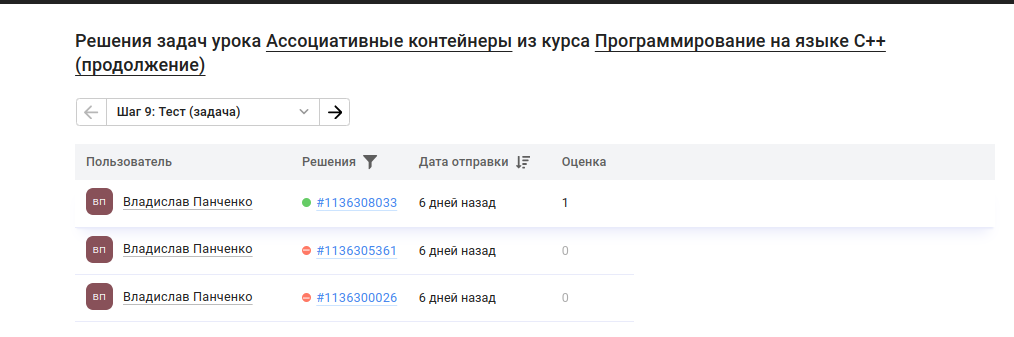 Решения задач урока Ассоциативные контейнеры из курса Программирование на языке C++
(продолжение)
Шаг 9: Тест (задача)
Пользователь Решения Дата отправки Оценка
ВП Владислав Панченко #1136308033 6 дней назад 1
ВП Владислав Панченко #1136305361 6 дней назад 0
ВП Владислав Панченко #1136300026 6 дней назад 0